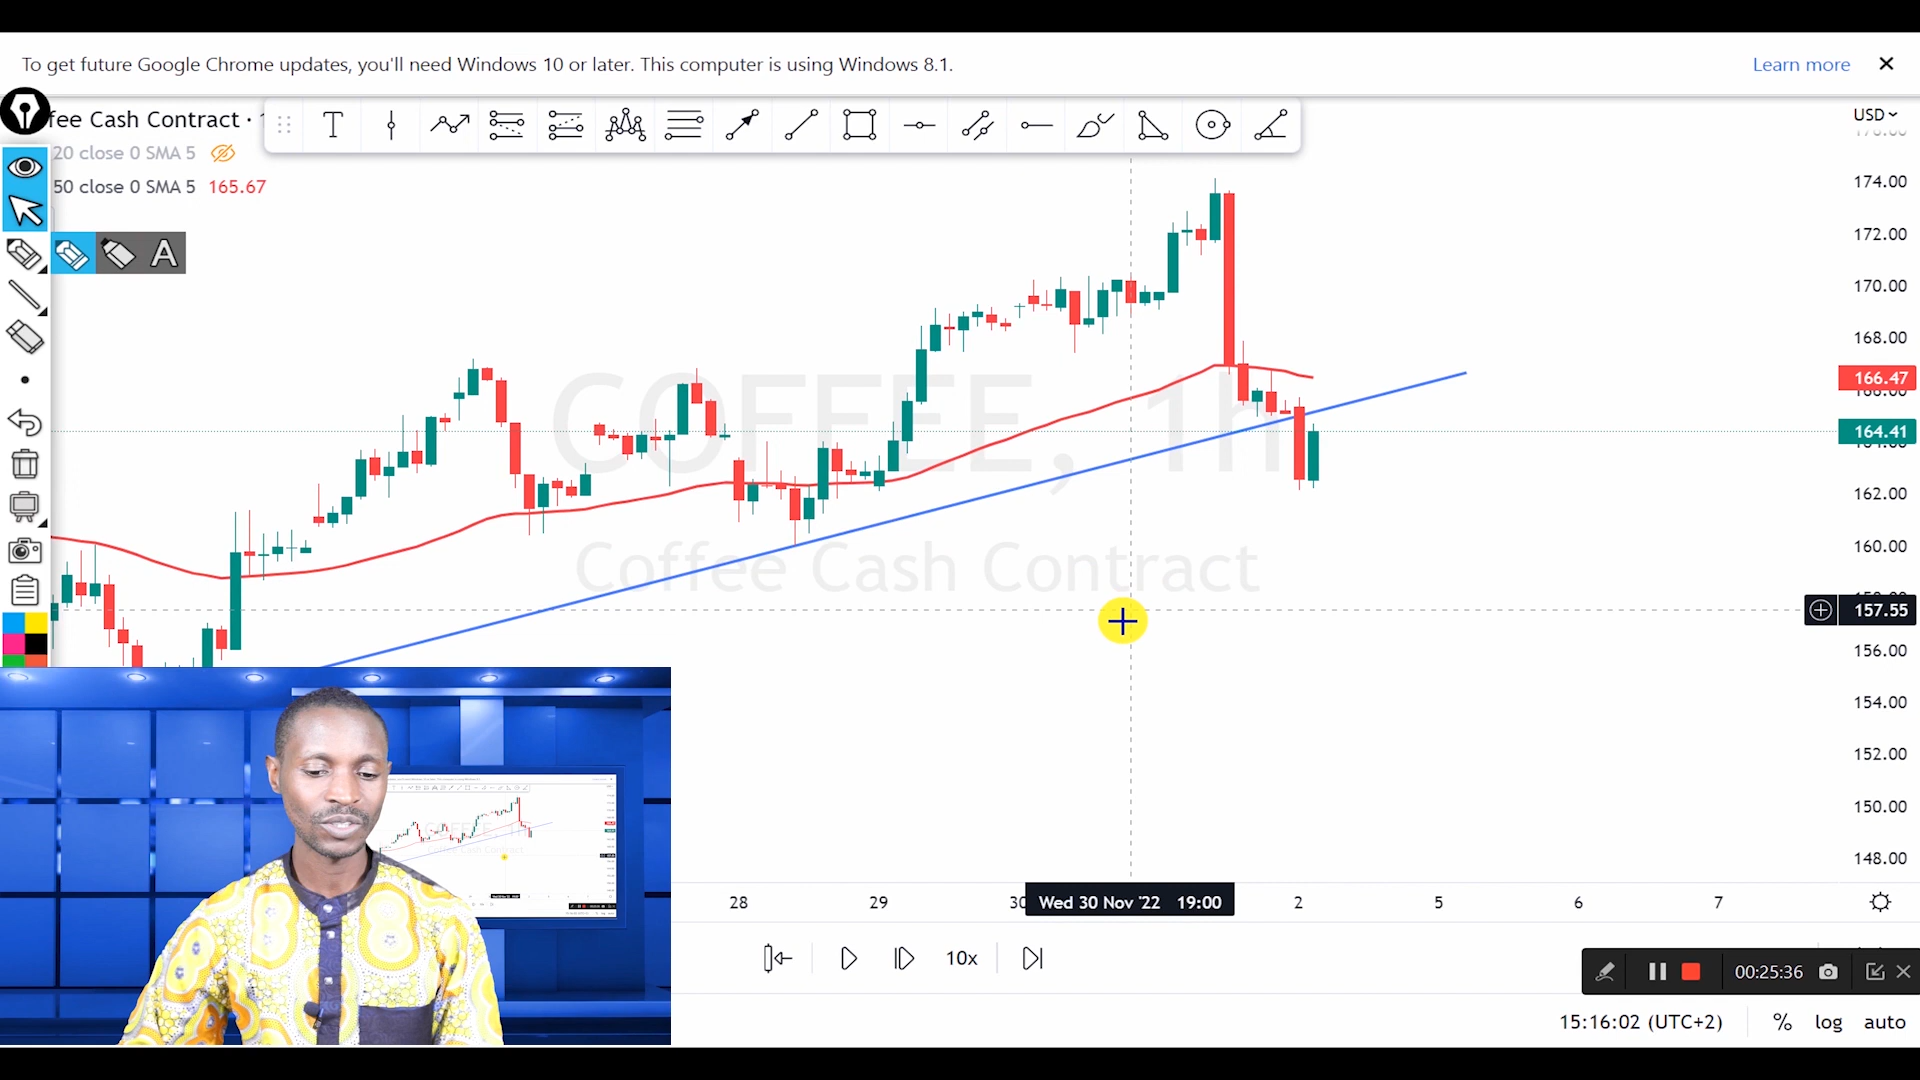 To get future Google Chrome updates, you'll need Windows 10 or later. This computer is using Windows 8.1.
Learn more
fee Cash Contract ·
T
USD
20 close 0 SMA 5
50 close 0 SMA 5 165.67
A
174.00
172.00
170.00
168.00
166.47
164.41
162.00
160.00
157.55
156.00
154.00
152.00
150.00
148.00
COFFEE, 1h
Coffee Cash Contract
28
29
Wed 30 Nov '22 19:00
2
5
6
7
10x
00:25:36
15:16:02 (UTC+2)
%
log
auto